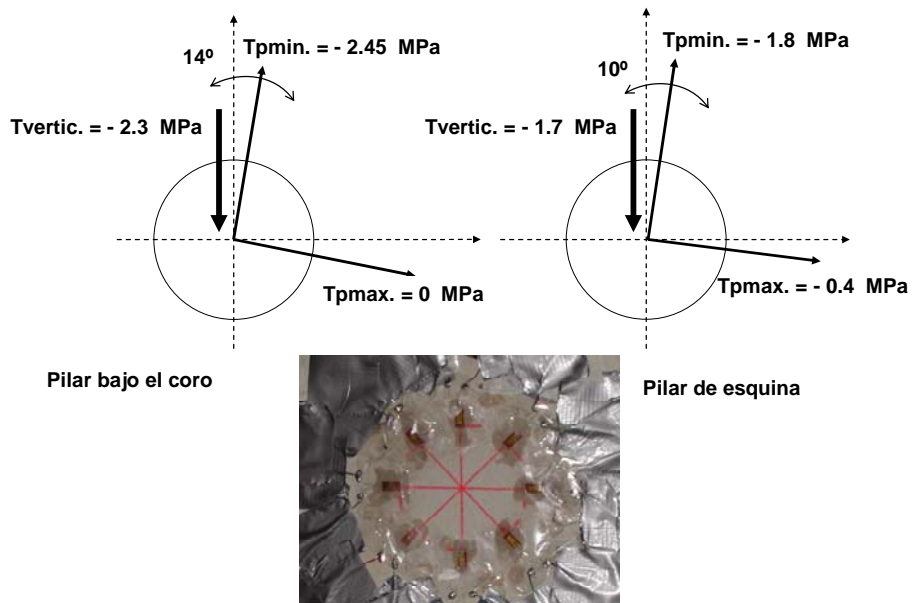 Tpmin. = - 2.45 MPa
14º
Tvertic. = - 2.3 MPa
Tpmax. = 0 MPa
Pilar bajo el coro
Tpmin. = - 1.8 MPa
10º
Tvertic. = - 1.7 MPa
Tpmax. = - 0.4 MPa
Pilar de esquina